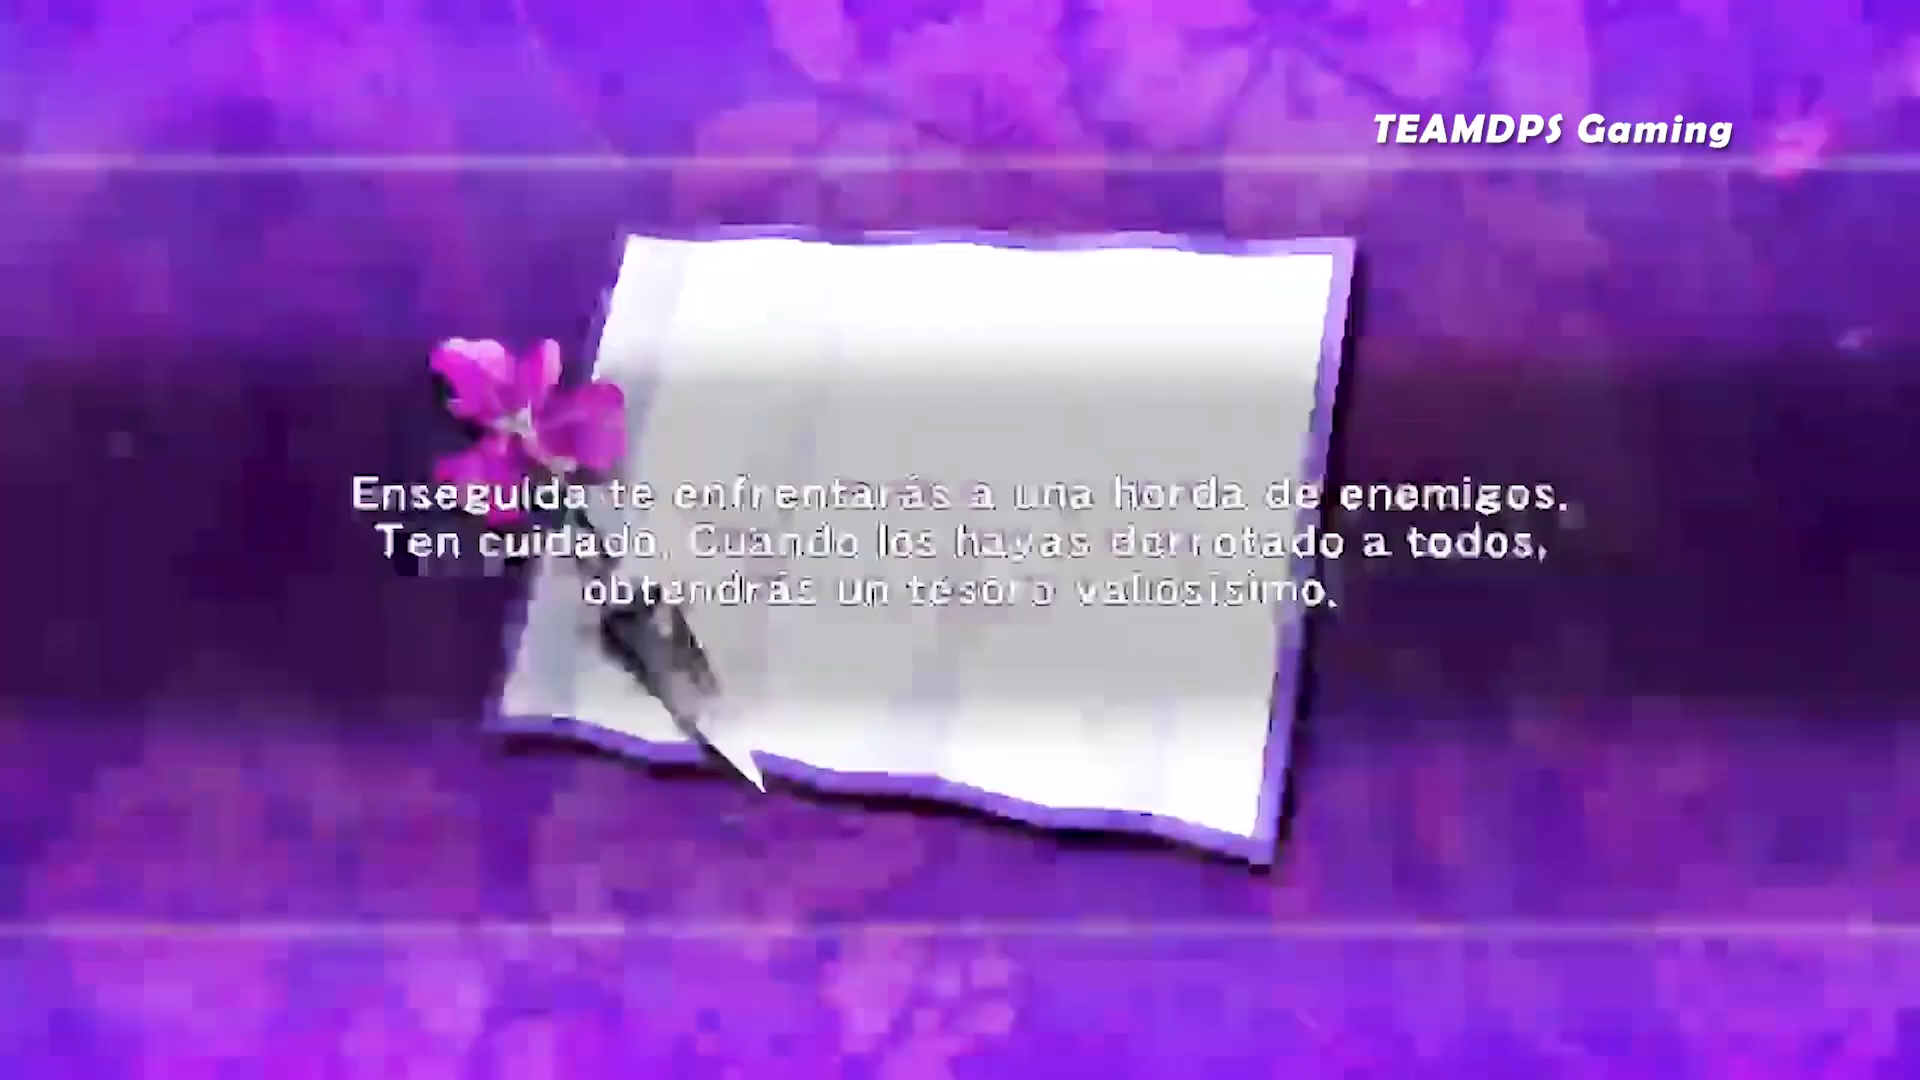 TEAMDPS Gaming
Enseguida te enfrentarás a una horda de enemigos.
Ten cuidado. Cuando los hayas derrotado a todos,
obtendrás un tesoro valiosísimo.